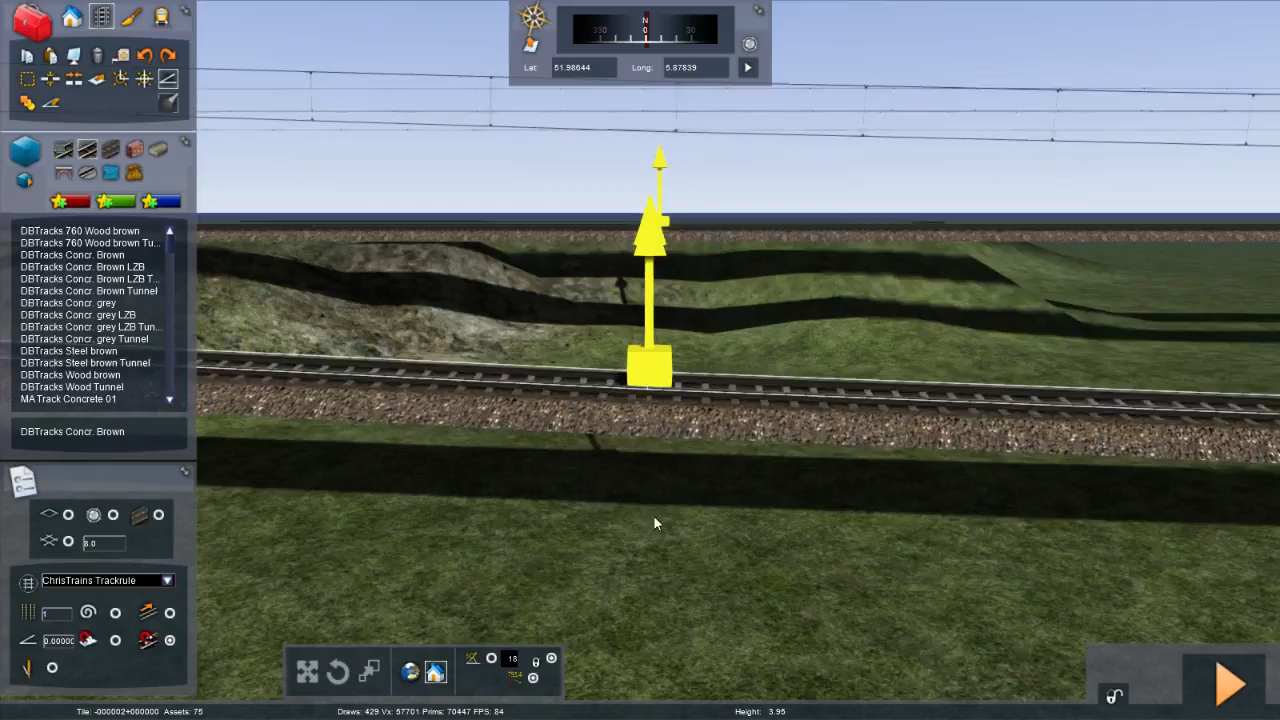 330
N
0
30
Lat:
51.98644
Long:
5.87839
DBTracks 760 Wood brown
DBTracks 760 Wood brown Tu...
DBTracks Concr. Brown
DBTracks Concr. Brown LZB
DBTracks Concr. Brown LZB T...
DBTracks Concr. Brown Tunnel
DBTracks Concr. grey
DBTracks Concr. grey LZB
DBTracks Concr. grey LZB Tun...
DBTracks Concr. grey Tunnel
DBTracks Steel brown
DBTracks Steel brown Tunnel
DBTracks Wood brown
DBTracks Wood Tunnel
MATrack Concrete 01
DBTracks Concr. Brown
8.0
ChrisTrains Trackrule
1
0.0000
18
Tile: -000002+000000 Assets: 75
Draws: 429 Vx: 57701 Prims: 70447 FPS: 84
Height: 3.95